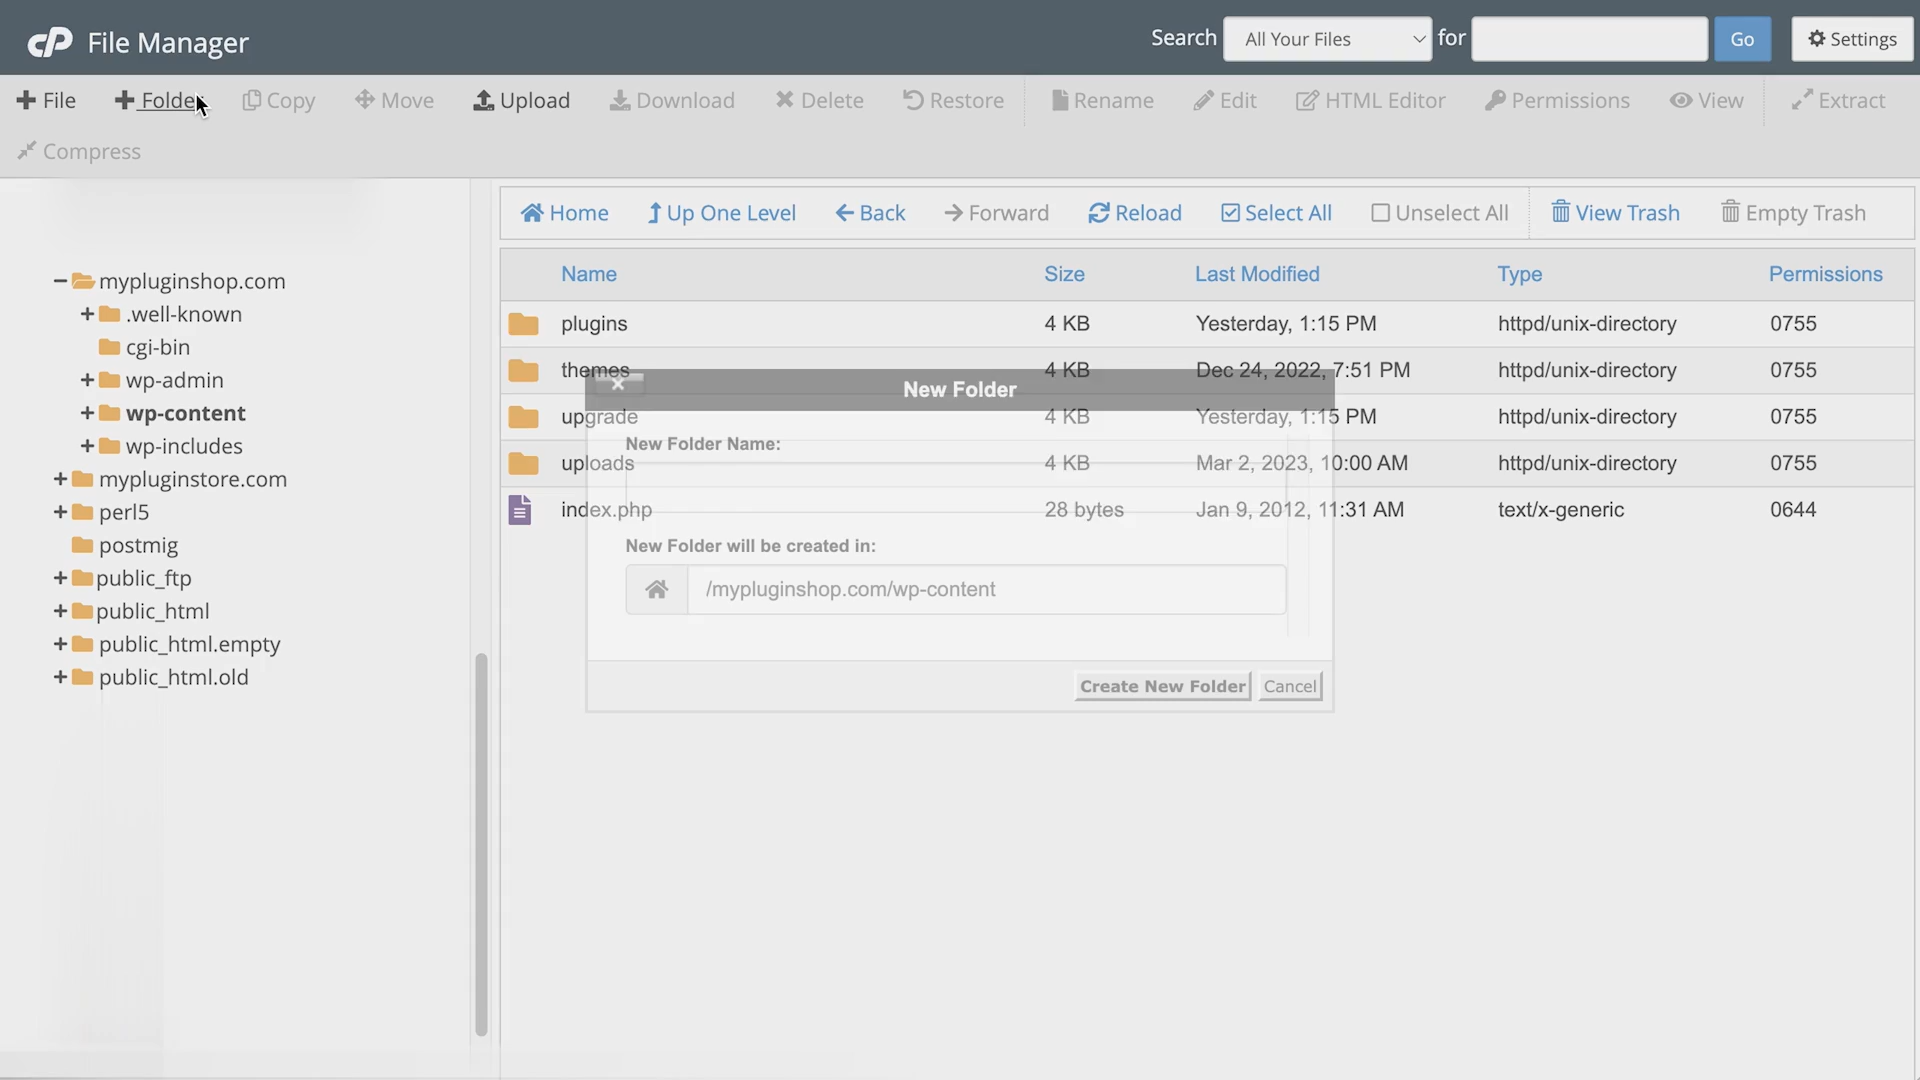 cP File Manager
Search All Your Files for Go Settings
File Folder Copy Move Upload Download Delete Restore Rename Edit HTML Editor Permissions View Extract
Compress
Home Up One Level Back Forward Reload Select All Unselect All View Trash Empty Trash
mypluginshop.com
.well-known
cgi-bin
wp-admin
wp-content
wp-includes
mypluginstore.com
perl5
postmig
public_ftp
public_html
public_html.empty
public_html.old
Name Size Last Modified Type Permissions
plugins 4 KB Yesterday, 1:15 PM httpd/unix-directory 0755
themes 4 KB Dec 24, 2022, 7:51 PM httpd/unix-directory 0755
upgrade 4 KB Yesterday, 1:15 PM httpd/unix-directory 0755
uploads 4 KB Mar 2, 2023, 10:00 AM httpd/unix-directory 0755
index.php 28 bytes Jan 9, 2012, 11:31 AM text/x-generic 0644
New Folder
New Folder Name:
New Folder will be created in:
/mypluginshop.com/wp-content
Create New Folder Cancel